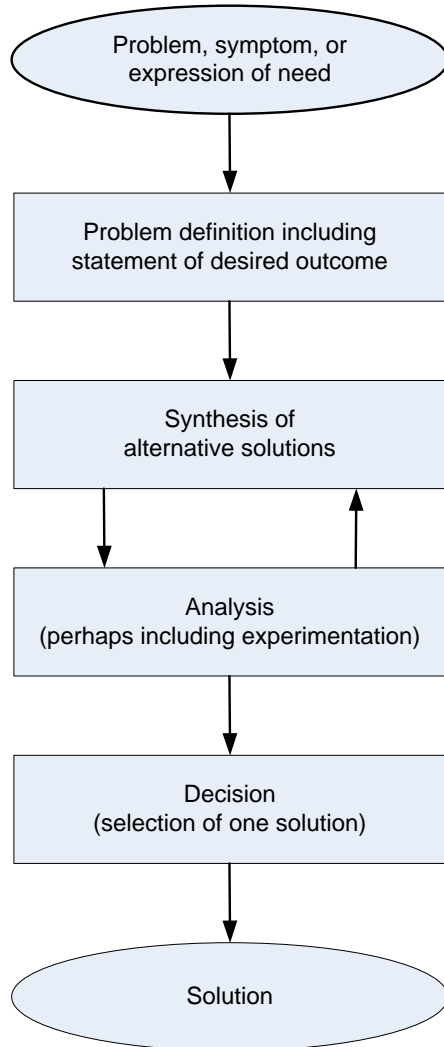 Problem, symptom, or
expression of need
Problem definition including
statement of desired outcome
Synthesis of
alternative solutions
Analysis
(perhaps including experimentation)
Decision
(selection of one solution)
Solution